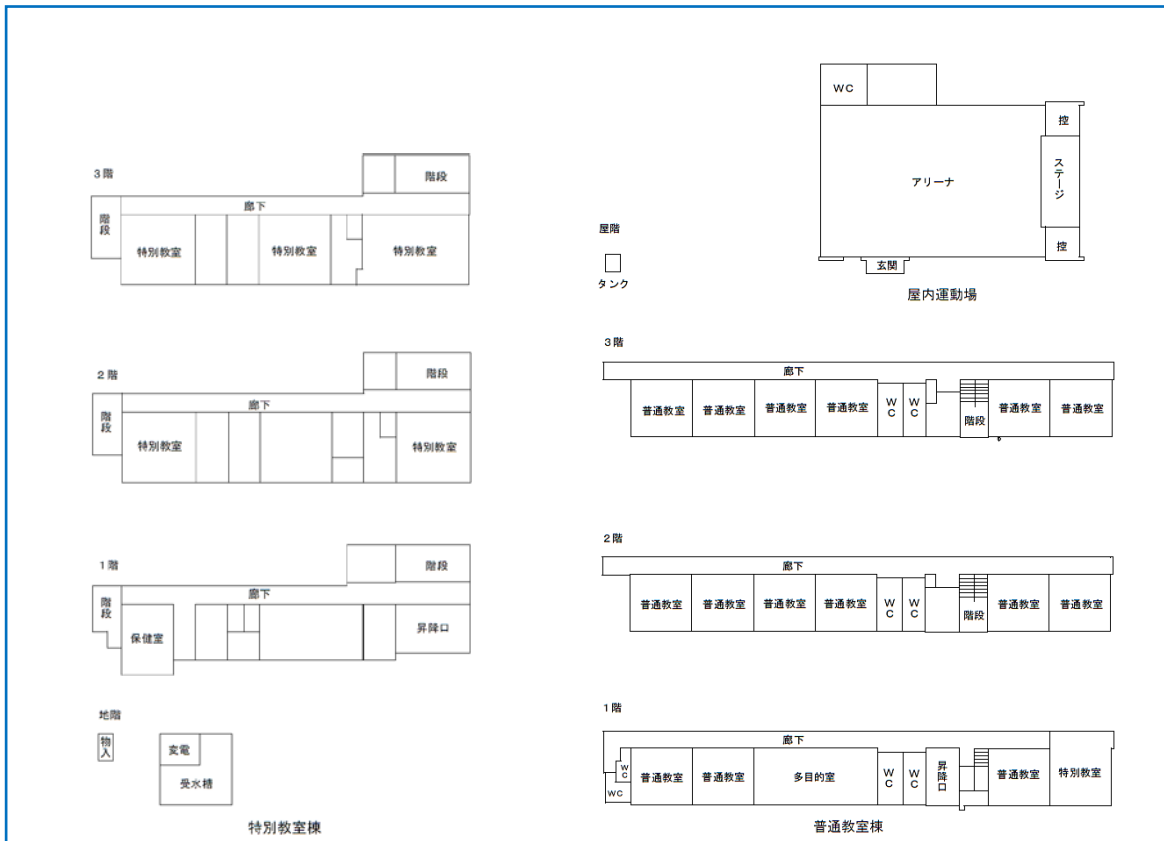 3階
階段
廊下
階段
特別教室
特別教室
特別教室
2階
階段
廊下
階段
特別教室
特別教室
1階
階段
廊下
階段
保健室
昇降口
地階
物入
変電
受水槽
特別教室棟
WC
控
アリーナ
ステージ
控
玄関
屋内運動場
屋階
タンク
3階
廊下
普通教室
普通教室
普通教室
普通教室
WC
WC
階段
普通教室
普通教室
2階
廊下
普通教室
普通教室
普通教室
普通教室
WC
WC
階段
普通教室
普通教室
1階
廊下
WC
WC
普通教室
普通教室
多目的室
WC
WC
昇降口
普通教室
特別教室
普通教室棟